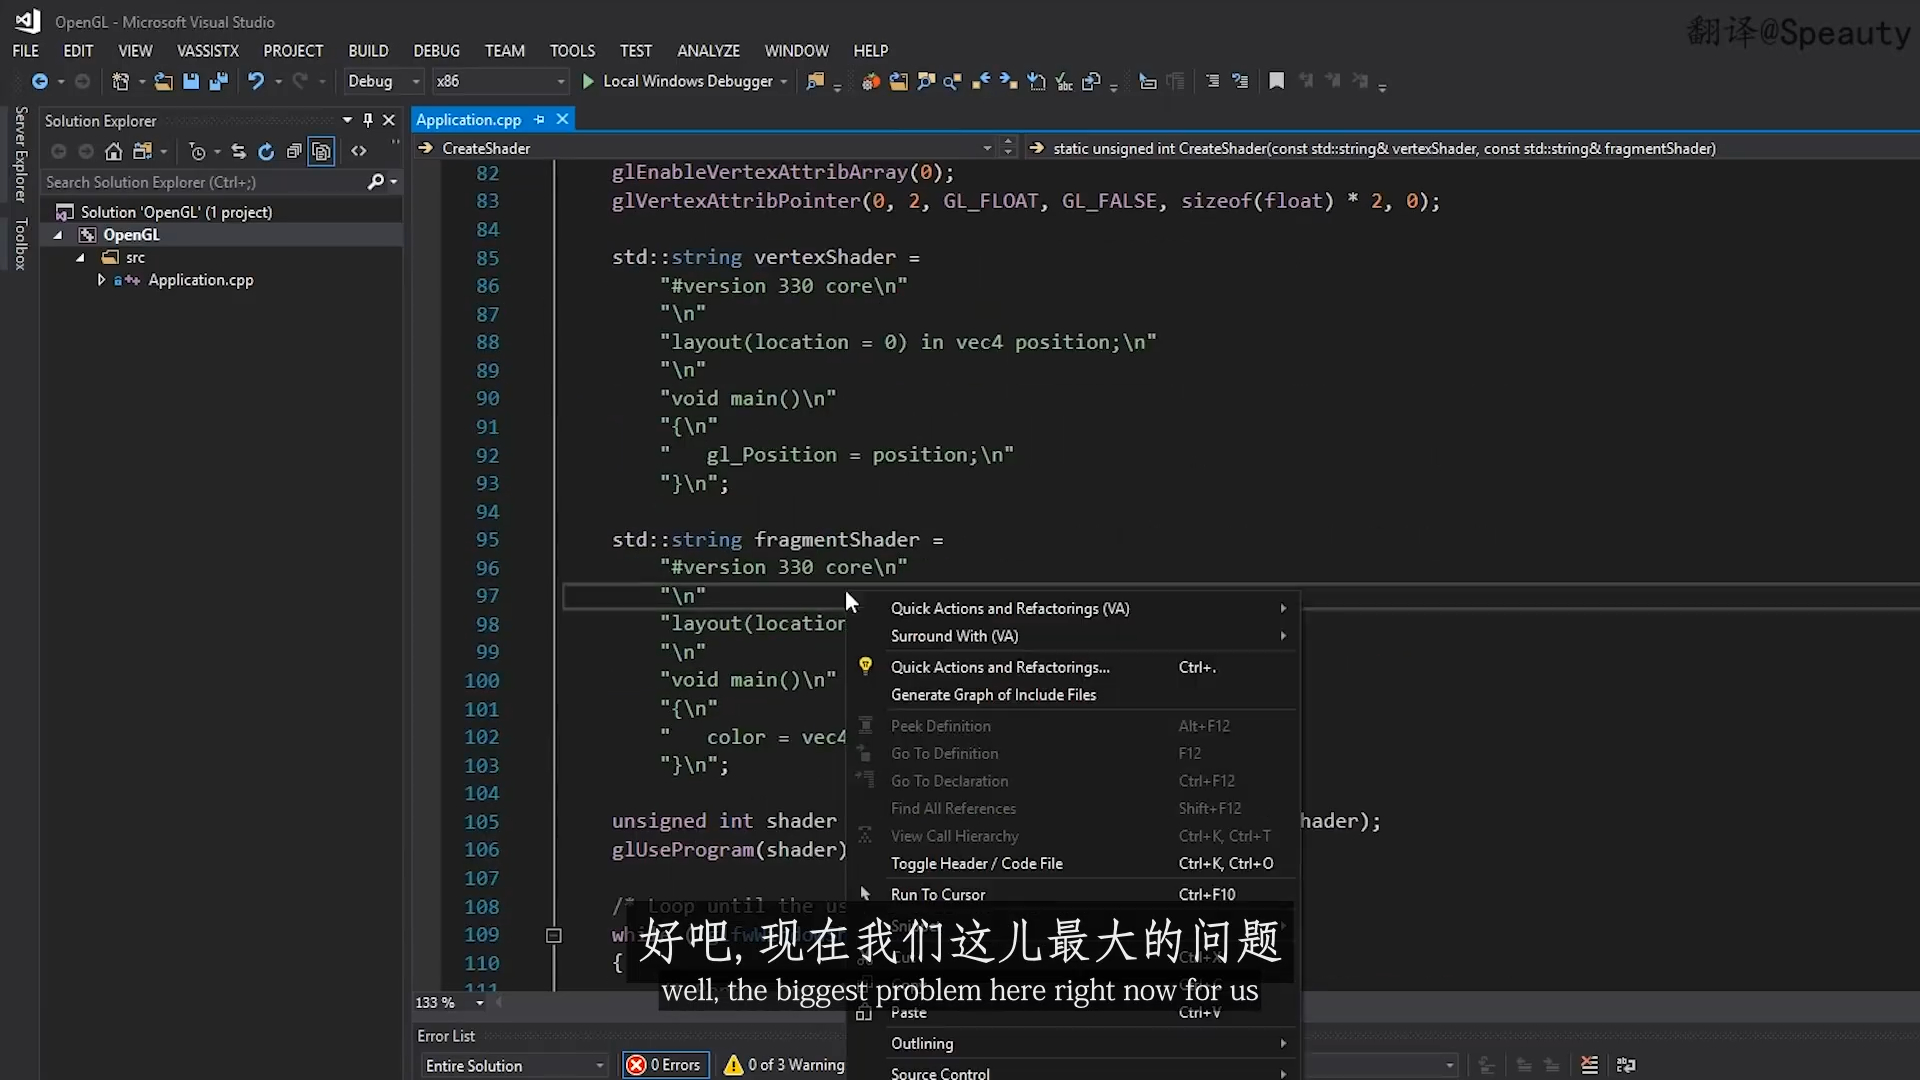 OpenGL - Microsoft Visual Studio
翻译@Speauty
FILE EDIT VIEW VASSISTX PROJECT BUILD DEBUG TEAM TOOLS TEST ANALYZE WINDOW HELP
Debug x86 Local Windows Debugger
Server Explorer
Toolbox
Solution Explorer
Search Solution Explorer (Ctrl+;)
Solution 'OpenGL' (1 project)
OpenGL
src
Application.cpp
Application.cpp
CreateShader static unsigned int CreateShader(const std::string& vertexShader, const std::string& fragmentShader)
82 glEnableVertexAttribArray(0);
83 glVertexAttribPointer(0, 2, GL_FLOAT, GL_FALSE, sizeof(float) * 2, 0);
84
85 std::string vertexShader =
86 "#version 330 core\n"
87 "\n"
88 "layout(location = 0) in vec4 position;\n"
89 "\n"
90 "void main()\n"
91 "{\n"
92 "   gl_Position = position;\n"
93 "}\n";
94
95 std::string fragmentShader =
96 "#version 330 core\n"
97 "\n"
98 "layout(location
99 "\n"
100 "void main()\n"
101 "{\n"
102 "   color = vec4
103 "}\n";
104
105 unsigned int shader hader);
106 glUseProgram(shader)
107
108 /* Loop until the us
109
110 {
111
Quick Actions and Refactorings (VA)
Surround With (VA)
Quick Actions and Refactorings... Ctrl+.
Generate Graph of Include Files
Peek Definition Alt+F12
Go To Definition F12
Go To Declaration Ctrl+F12
Find All References Shift+F12
View Call Hierarchy Ctrl+K, Ctrl+T
Toggle Header / Code File Ctrl+K, Ctrl+O
Run To Cursor Ctrl+F10
好吧, 现在我们这儿最大的问题
well, the biggest problem here right now for us
Paste Ctrl+V
Outlining
Source Control
133 %
Error List
Entire Solution 0 Errors 0 of 3 Warning